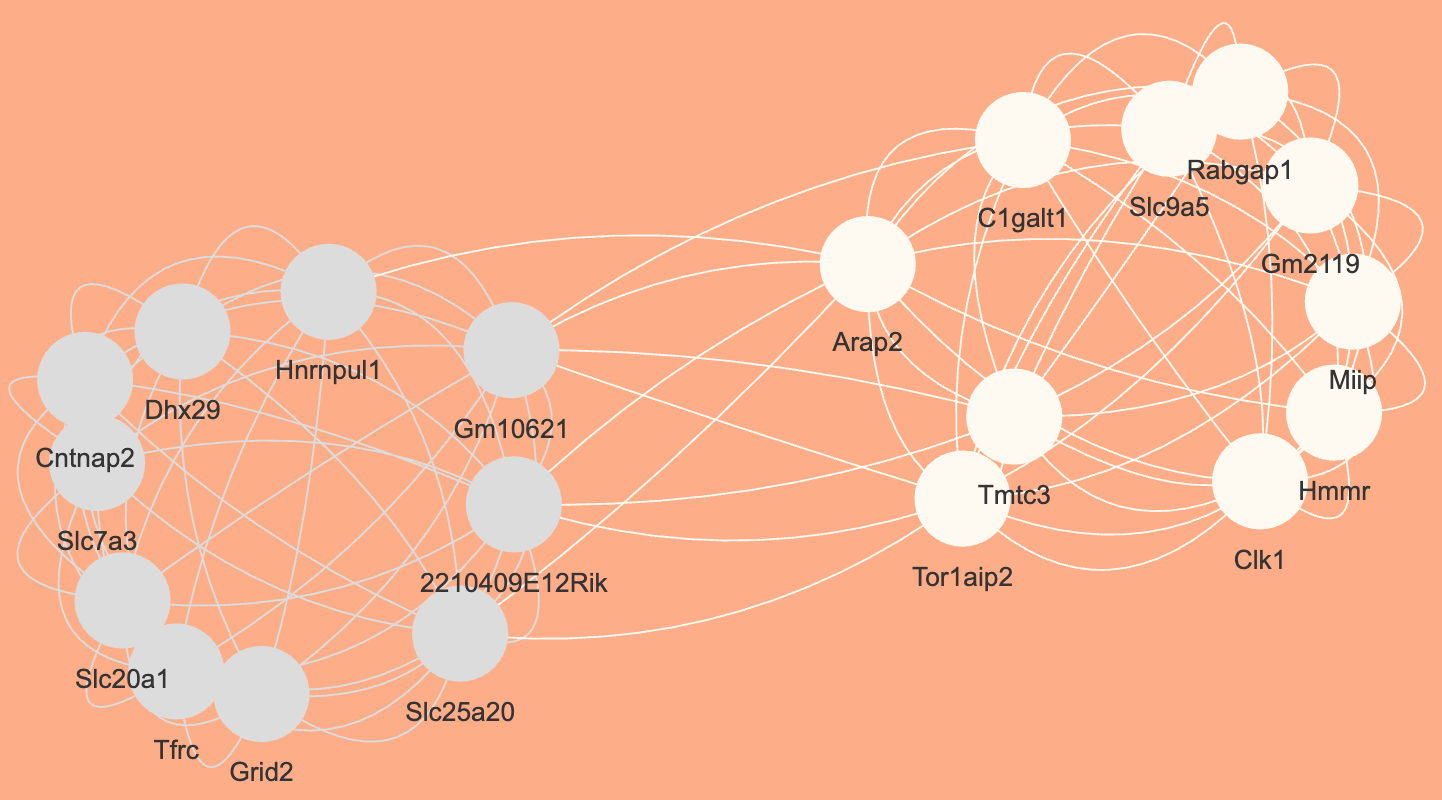 Rabgap1
Slc9a5
C1galt1
Gm2119
Arap2
Hnrnpul1
Miip
Dhx29
Gm10621
Cntnap2
Hmmr
Tmtc3
Slc7a3
Clk1
Tor1aip2
2210409E12Rik
Slc20a1
Slc25a20
Tfrc
Grid2